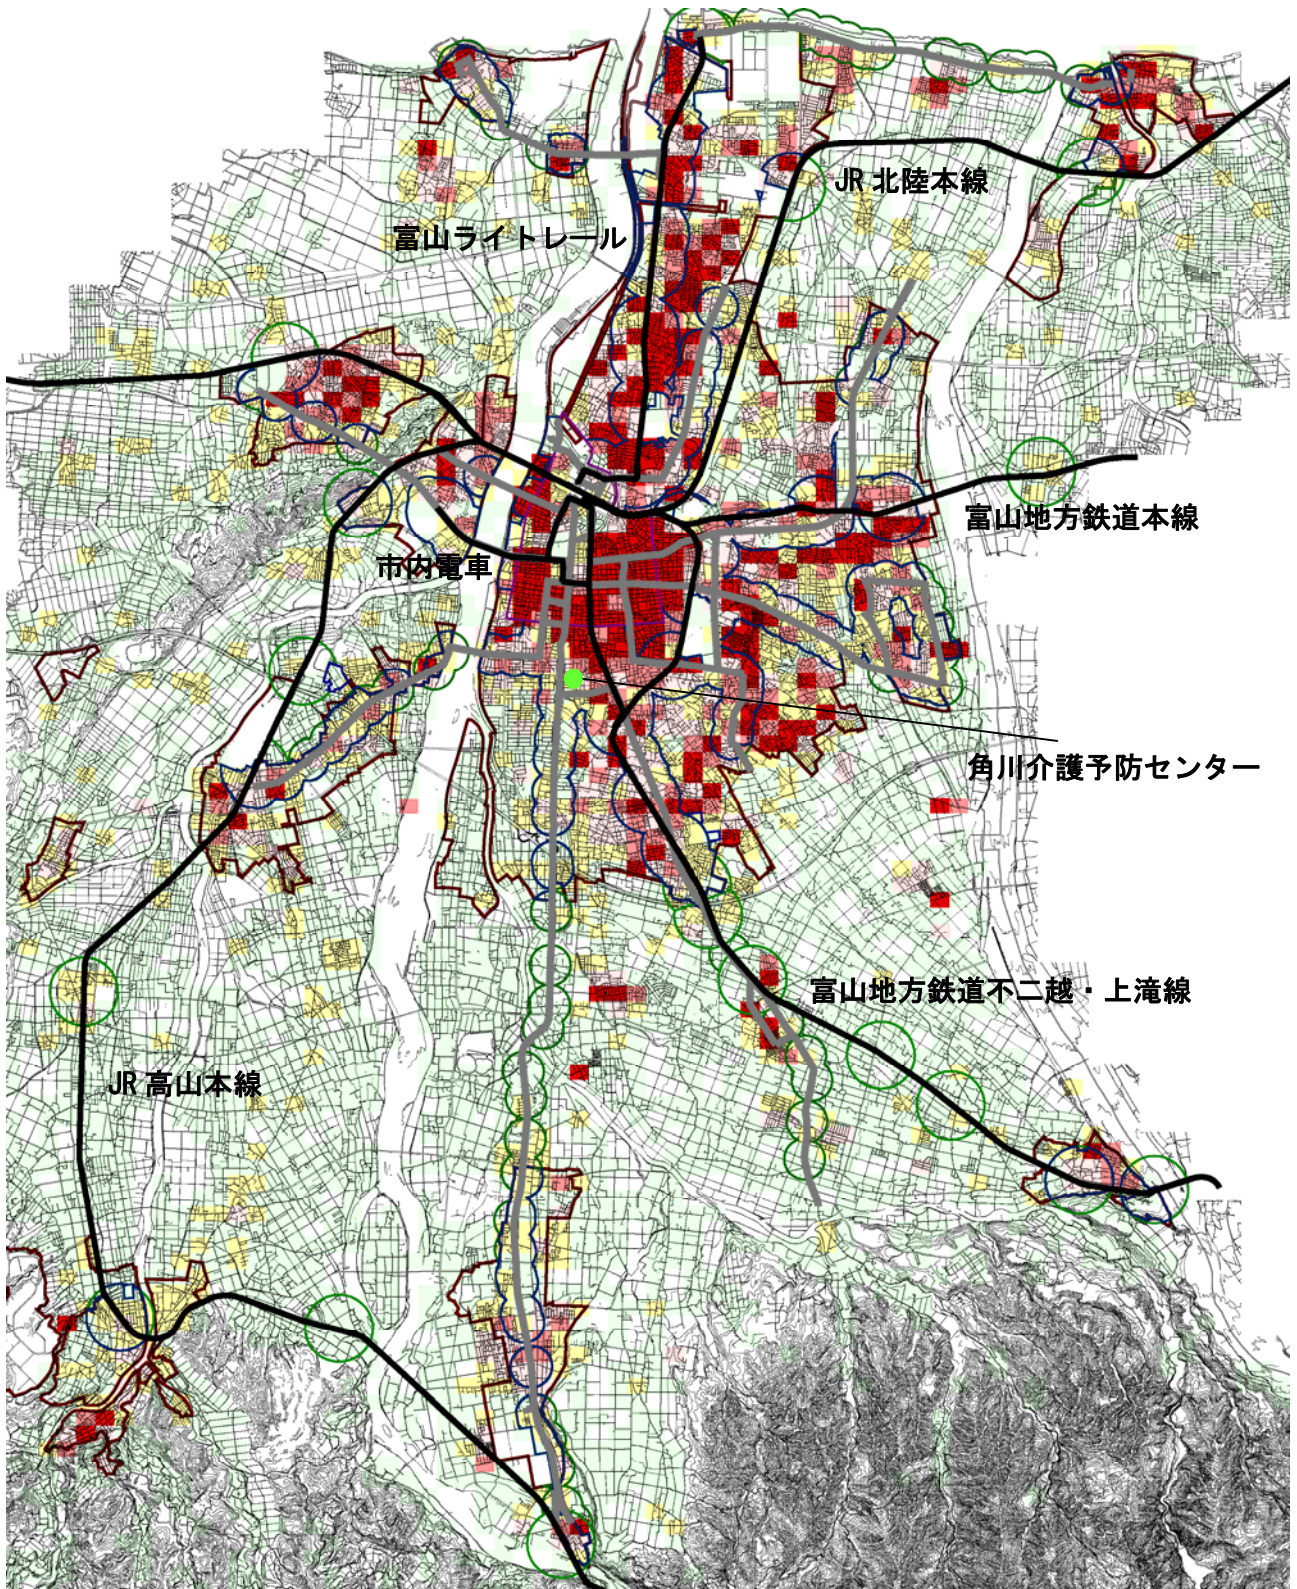 JR 北陸本線
富山ライトレール
富山地方鉄道本線
市内電車
角川介護予防センター
富山地方鉄道不二越・上滝線
JR 高山本線